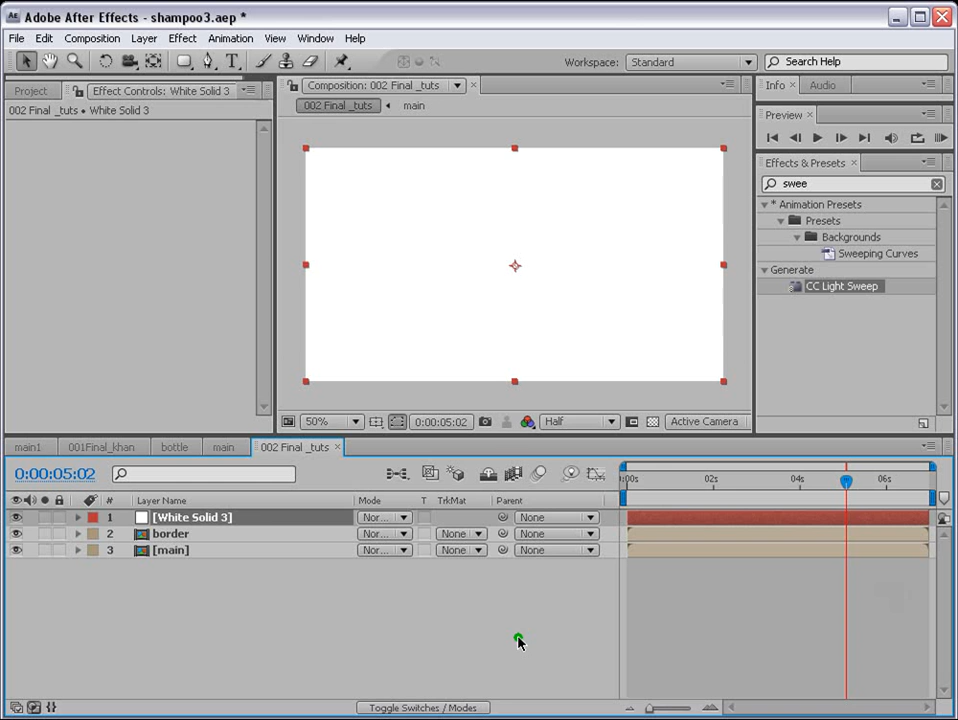 Adobe After Effects - shampoo3.aep *
File Edit Composition Layer Effect Animation View Window Help
Workspace: Standard Search Help
Project Effect Controls: White Solid 3
002 Final _tuts • White Solid 3
Composition: 002 Final _tuts
002 Final _tuts main
Info Audio
Preview
Effects & Presets
swee
* Animation Presets
Presets
Backgrounds
Sweeping Curves
Generate
CC Light Sweep
50% 0:00:05:02 Half Active Camera
main1 001Final_khan bottle main 002 Final _tuts
0:00:05:02
:00s 02s 04s 06s
# Layer Name Mode T TrkMat Parent
1 [White Solid 3] Nor... None
2 border Nor... None None
3 [main] Nor... None None
Toggle Switches / Modes